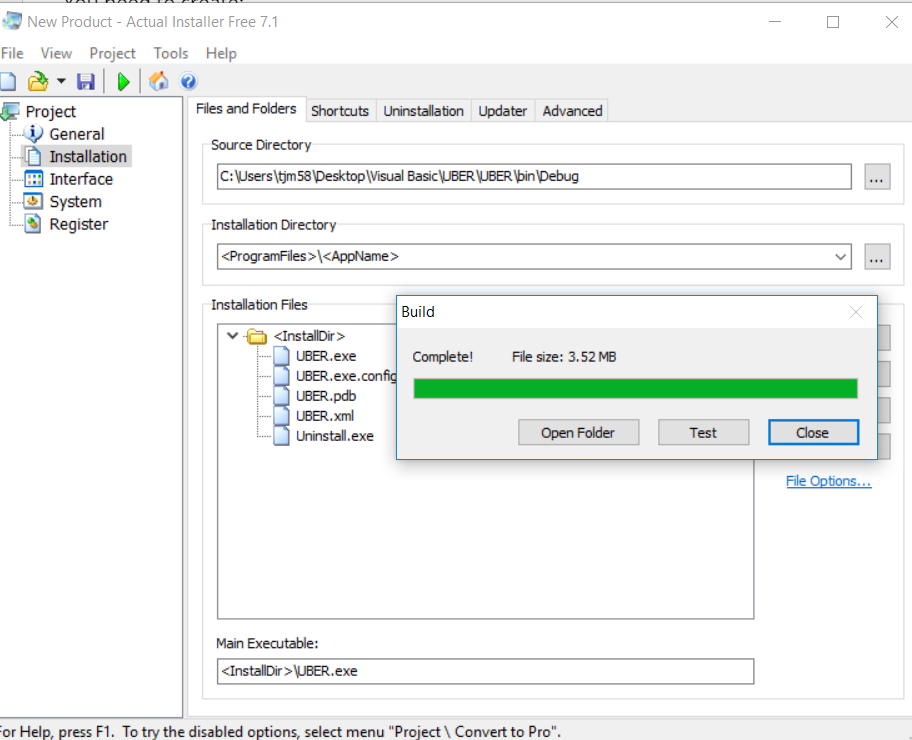 New Product - Actual Installer Free 7.1
File View Project Tools Help
Project
General
Installation
Interface
System
Register
Files and Folders Shortcuts Uninstallation Updater Advanced
Source Directory
C:\Users\tjm58\Desktop\Visual Basic\UBER\UBER\bin\Debug
...
Installation Directory
<ProgramFiles>\<AppName>
...
Installation Files
<InstallDir>
UBER.exe
UBER.exe.config
UBER.pdb
UBER.xml
Uninstall.exe
Build
Complete! File size: 3.52 MB
Open Folder Test Close
File Options...
Main Executable:
<InstallDir>\UBER.exe
For Help, press F1. To try the disabled options, select menu "Project \ Convert to Pro".